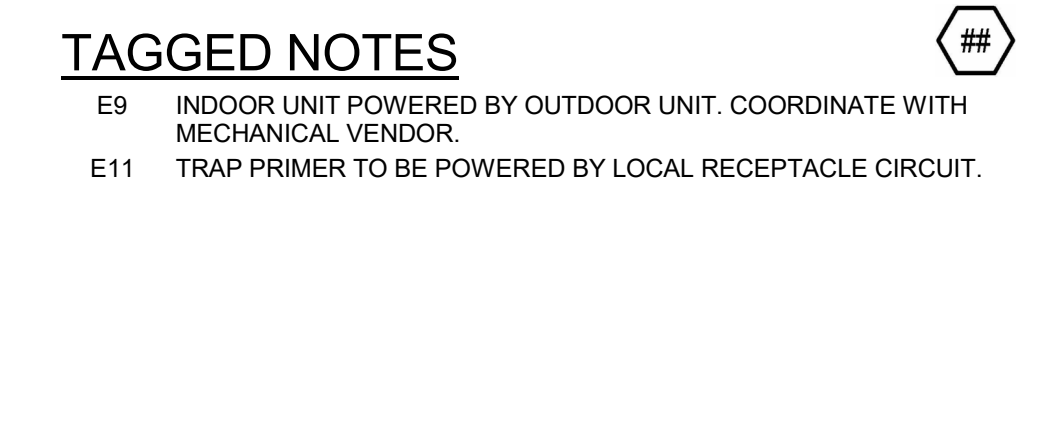 TAGGED NOTES
##
E9 INDOOR UNIT POWERED BY OUTDOOR UNIT. COORDINATE WITH
MECHANICAL VENDOR.
E11 TRAP PRIMER TO BE POWERED BY LOCAL RECEPTACLE CIRCUIT.